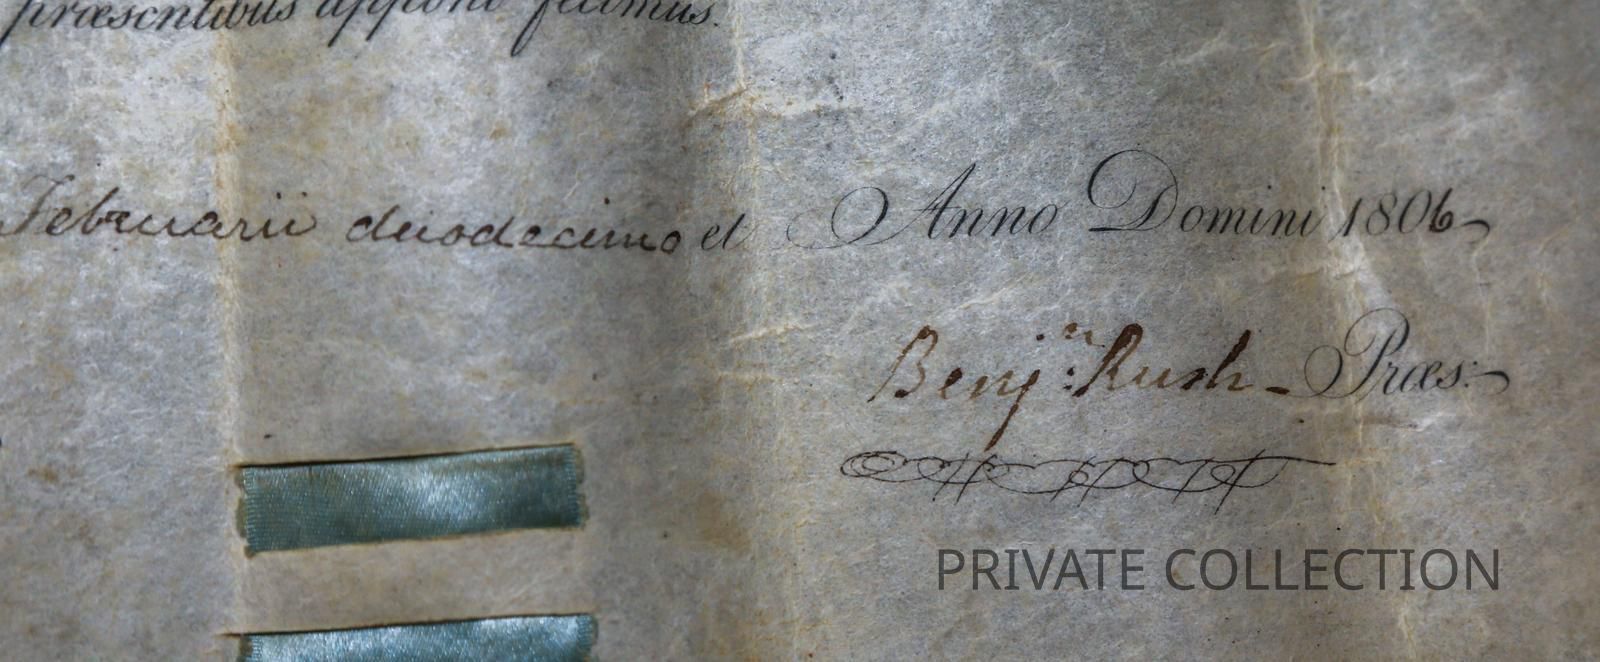 præsentibus apponi fecimus.
Februarii duodecimo et Anno Domini 1806
Benjn: Rush - Præs:
PRIVATE COLLECTION